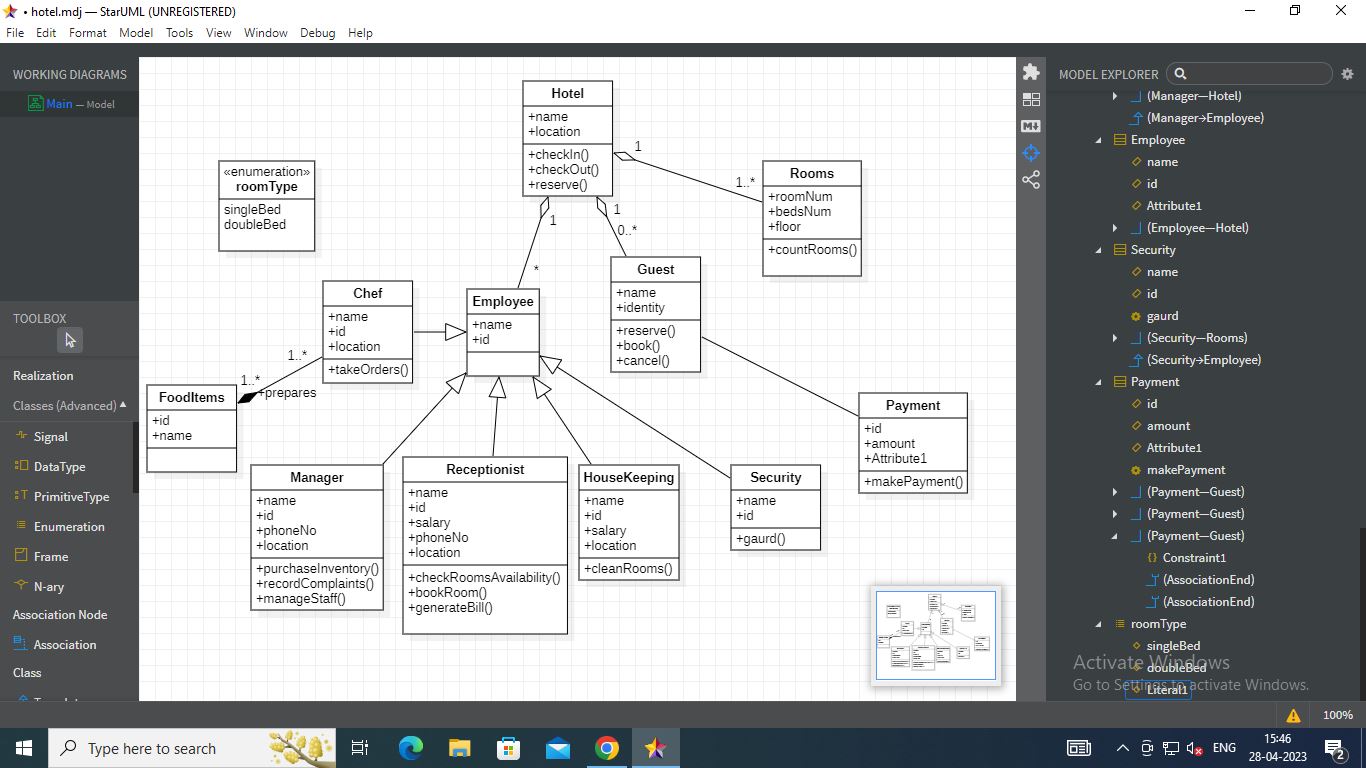 • hotel.mdj — StarUML (UNREGISTERED)
File Edit Format Model Tools View Window Debug Help
WORKING DIAGRAMS
Main — Model
TOOLBOX
Realization
Classes (Advanced)
Signal
DataType
PrimitiveType
Enumeration
Frame
N-ary
Association Node
Association
Class
«enumeration»
roomType
singleBed
doubleBed
Hotel
+name
+location
+checkIn()
+checkOut()
+reserve()
1
1..*
Rooms
+roomNum
+bedsNum
+floor
+countRooms()
1
*
1
0..*
Guest
+name
+identity
+reserve()
+book()
+cancel()
Chef
+name
+id
+location
+takeOrders()
Employee
+name
+id
1..*
1..*
+prepares
FoodItems
+id
+name
Payment
+id
+amount
+Attribute1
+makePayment()
Manager
+name
+id
+phoneNo
+location
+purchaseInventory()
+recordComplaints()
+manageStaff()
Receptionist
+name
+id
+salary
+phoneNo
+location
+checkRoomsAvailability()
+bookRoom()
+generateBill()
HouseKeeping
+name
+id
+salary
+location
+cleanRooms()
Security
+name
+id
+gaurd()
MODEL EXPLORER
(Manager—Hotel)
(Manager→Employee)
Employee
name
id
Attribute1
(Employee—Hotel)
Security
name
id
gaurd
(Security—Rooms)
(Security→Employee)
Payment
id
amount
Attribute1
makePayment
(Payment—Guest)
(Payment—Guest)
(Payment—Guest)
Constraint1
(AssociationEnd)
(AssociationEnd)
roomType
singleBed
doubleBed
Literal1
Activate Windows
Go to Settings to activate Windows.
100%
Type here to search
ENG
15:46
28-04-2023
2